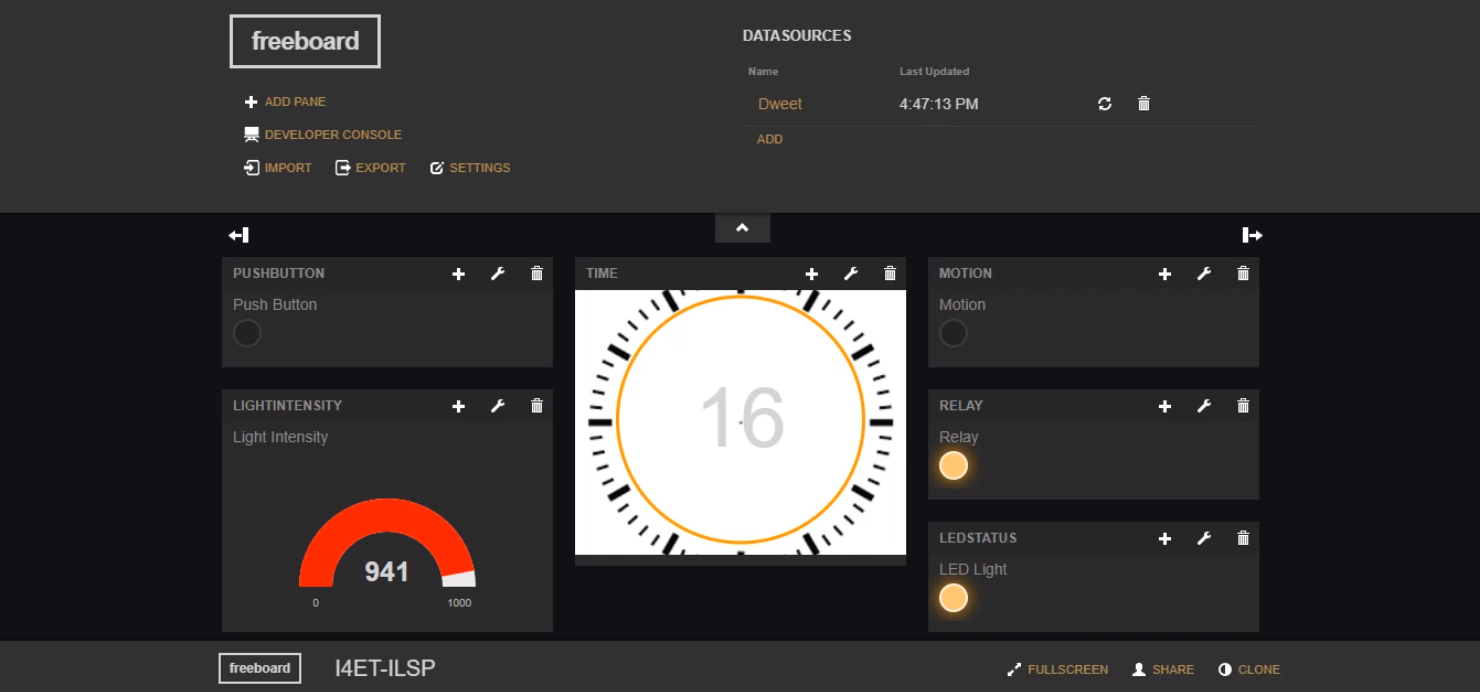 freeboard
ADD PANE
DEVELOPER CONSOLE
IMPORT EXPORT SETTINGS
DATASOURCES
Name Last Updated
Dweet 4:47:13 PM
ADD
PUSHBUTTON
Push Button
LIGHTINTENSITY
Light Intensity
941
0 1000
TIME
16
MOTION
Motion
RELAY
Relay
LEDSTATUS
LED Light
freeboard I4ET-ILSP FULLSCREEN SHARE CLONE